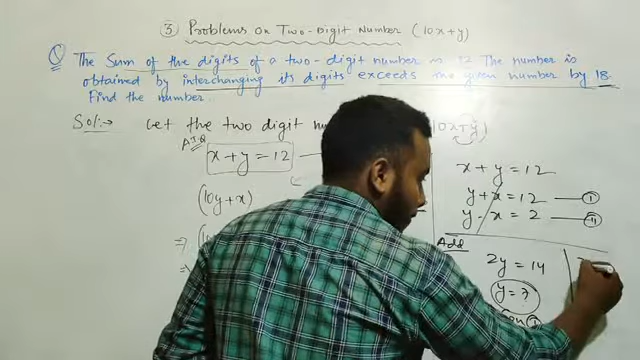 ③ Problems on Two-Digit Number (10x+y)
Q The Sum of the digits of a two-digit number is 12 The number is
obtained by interchanging its digits exceeds the given number by 18.
Find the number.
Sol:→ Let the two digit 10x+y)
A.T.Q
x+y=12
(10y+x)
⇒
x+y=12
y+x=12 —①
y-x=2 —②
Add
2y=14
y=7